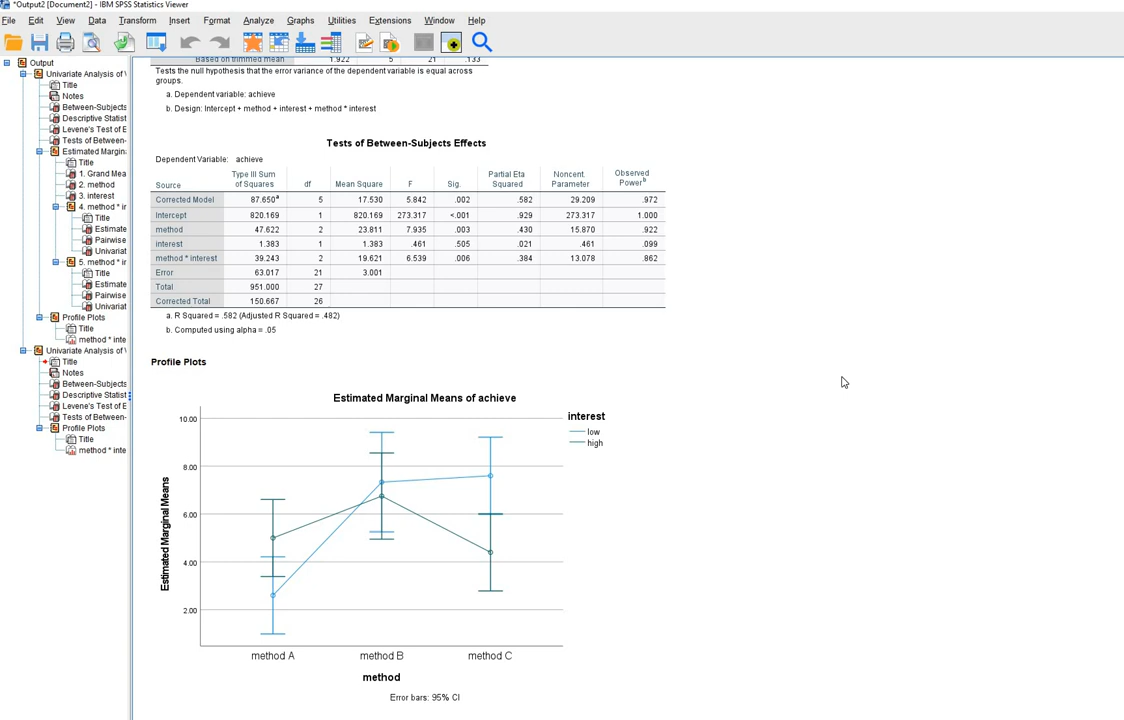 *Output2 [Document2] - IBM SPSS Statistics Viewer
File Edit View Data Transform Insert Format Analyze Graphs Utilities Extensions Window Help
Output
Univariate Analysis of V
Title
Notes
Between-Subjects
Descriptive Statist
Levene's Test of E
Tests of Between-
Estimated Margin
Title
1. Grand Mea
2. method
3. interest
4. method * ir
Title
Estimate
Pairwise
Univariat
5. method * ir
Title
Estimate
Pairwise
Univariat
Profile Plots
Title
method * inte
Univariate Analysis of V
Title
Notes
Between-Subjects
Descriptive Statist
Levene's Test of E
Tests of Between-
Profile Plots
Title
method * inte
Based on trimmed mean 1.922 5 21 .133
Tests the null hypothesis that the error variance of the dependent variable is equal across
groups.
a. Dependent variable: achieve
b. Design: Intercept + method + interest + method * interest
Tests of Between-Subjects Effects
Dependent Variable: achieve
Source Type III Sum of Squares df Mean Square F Sig. Partial Eta Squared Noncent. Parameter Observed Power b
Corrected Model 87.650a 5 17.530 5.842 .002 .582 29.209 .972
Intercept 820.169 1 820.169 273.317 <.001 .929 273.317 1.000
method 47.622 2 23.811 7.935 .003 .430 15.870 .922
interest 1.383 1 1.383 .461 .505 .021 .461 .099
method * interest 39.243 2 19.621 6.539 .006 .384 13.078 .862
Error 63.017 21 3.001
Total 951.000 27
Corrected Total 150.667 26
a. R Squared = .582 (Adjusted R Squared = .482)
b. Computed using alpha = .05
Profile Plots
Estimated Marginal Means of achieve
interest
low
high
10.00
8.00
6.00
4.00
2.00
Estimated Marginal Means
method A method B method C
method
Error bars: 95% CI